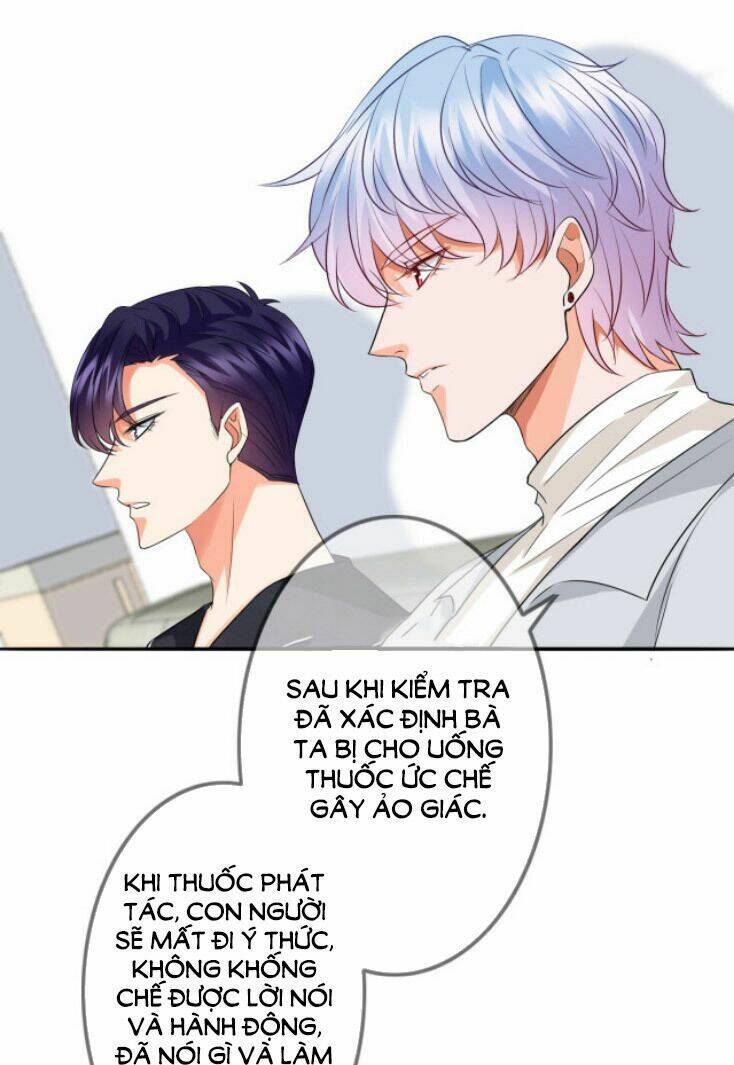 SAU KHI KIỂM TRA
ĐÃ XÁC ĐỊNH BÀ
TA BỊ CHO UỐNG
THUỐC ỨC CHẾ
GÂY ẢO GIÁC.
KHI THUỐC PHÁT
TÁC, CON NGƯỜI
SẼ MẤT ĐI Ý THỨC,
KHÔNG KHỐNG
CHẾ ĐƯỢC LỜI NÓI
VÀ HÀNH ĐỘNG,
ĐÃ NÓI GÌ VÀ LÀM